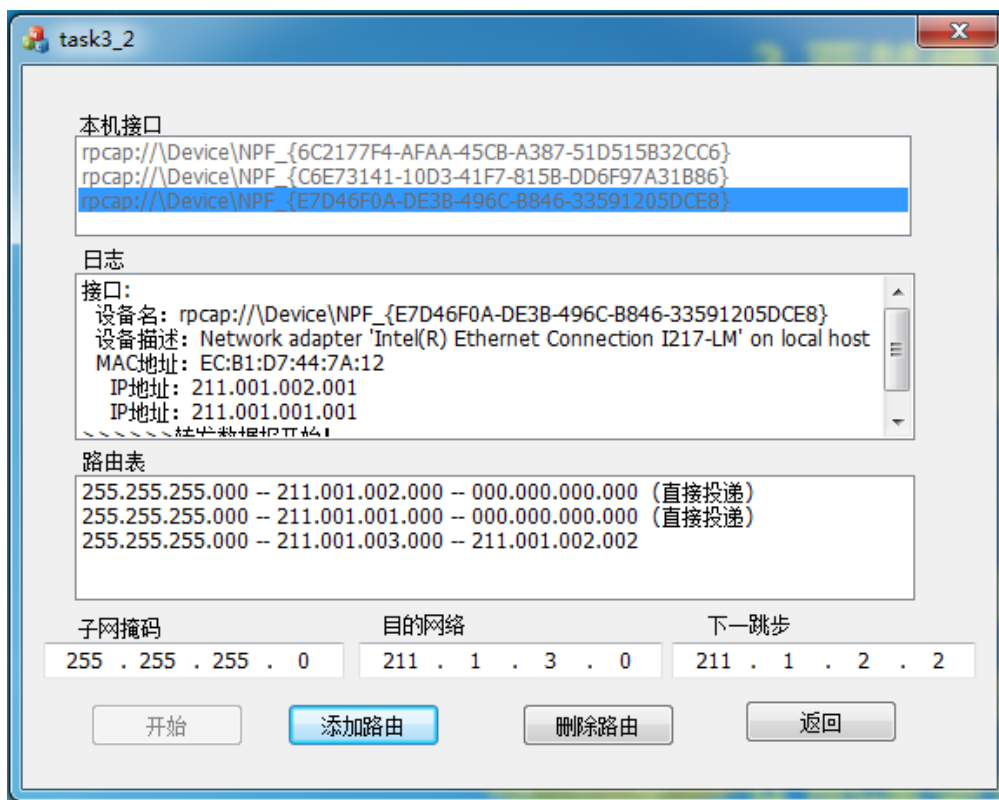 task3_2
本机接口
rpcap://\Device\NPF_{6C2177F4-AFAA-45CB-A387-51D515B32CC6}
rpcap://\Device\NPF_{C6E73141-10D3-41F7-815B-DD6F97A31B86}
rpcap://\Device\NPF_{E7D46F0A-DE3B-496C-B846-33591205DCE8}
日志
接口:
设备名: rpcap://\Device\NPF_{E7D46F0A-DE3B-496C-B846-33591205DCE8}
设备描述: Network adapter 'Intel(R) Ethernet Connection I217-LM' on local host
MAC地址: EC:B1:D7:44:7A:12
IP地址: 211.001.002.001
IP地址: 211.001.001.001
转发数据报开始!
路由表
255.255.255.000 -- 211.001.002.000 -- 000.000.000.000 (直接投递)
255.255.255.000 -- 211.001.001.000 -- 000.000.000.000 (直接投递)
255.255.255.000 -- 211.001.003.000 -- 211.001.002.002
子网掩码 目的网络 下一跳步
255 . 255 . 255 . 0 211 . 1 . 3 . 0 211 . 1 . 2 . 2
开始 添加路由 删除路由 返回